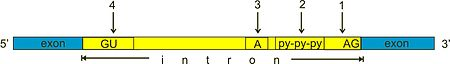 4 3 2 1
5' exon GU A py-py-py AG exon 3'
i n t r o n